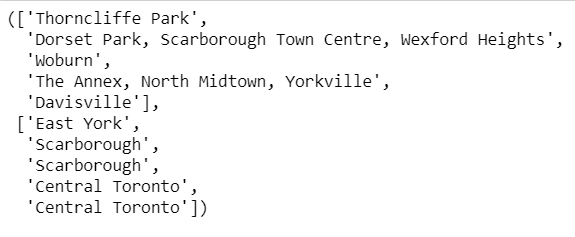 (['Thorncliffe Park',
'Dorset Park, Scarborough Town Centre, Wexford Heights',
'Woburn',
'The Annex, North Midtown, Yorkville',
'Davisville'],
['East York',
'Scarborough',
'Scarborough',
'Central Toronto',
'Central Toronto'])